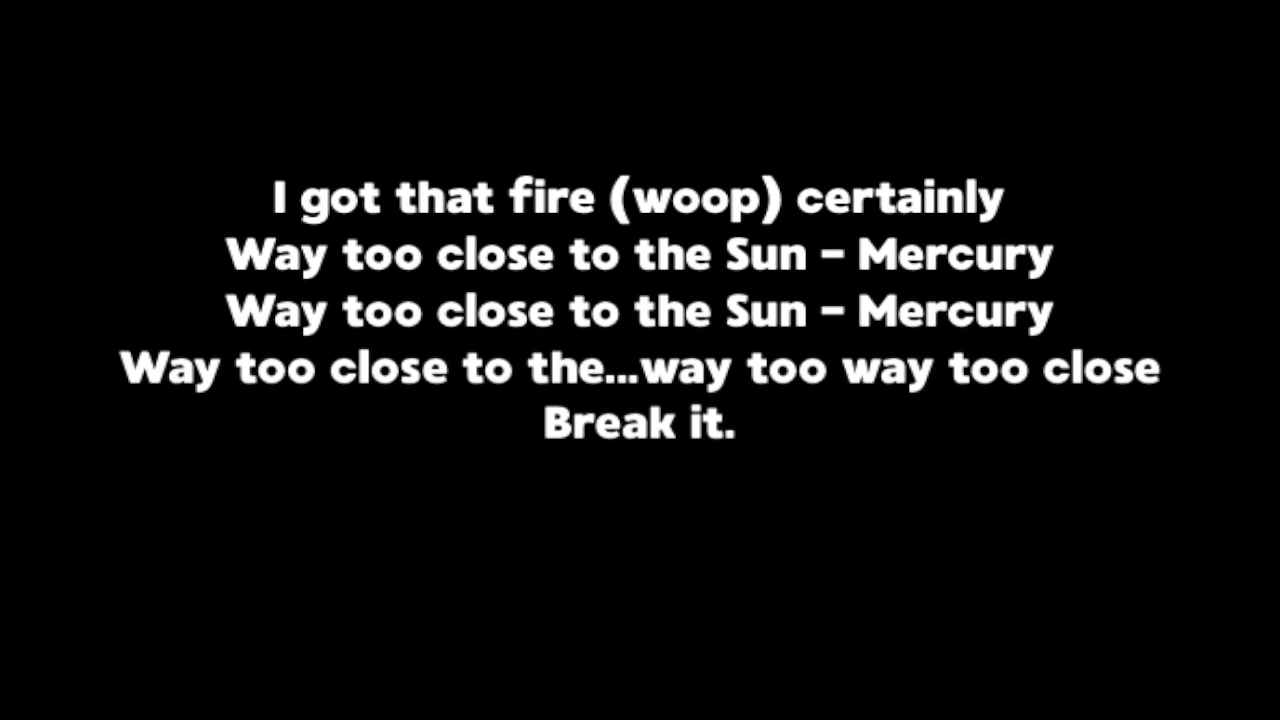 I got that fire (woop) certainly
Way too close to the Sun - Mercury
Way too close to the Sun - Mercury
Way too close to the...way too way too close
Break it.